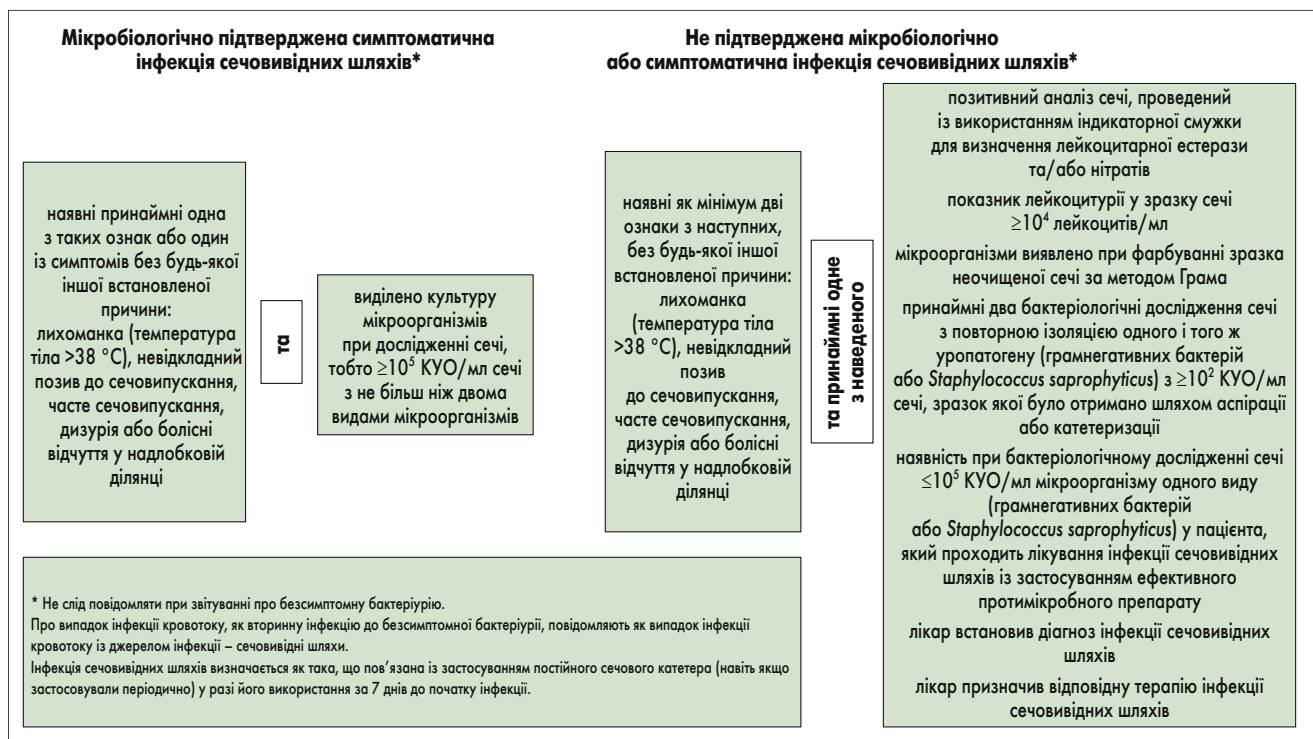 Мікробіологічно підтверджена симптоматична
інфекція сечовивідних шляхів*
наявні принаймні одна
з таких ознак або один
із симптомів без будь-якої
іншої встановленої
причини:
лихоманка (температура
тіла >38 °C), невідкладний
позив до сечовипускання,
часте сечовипускання,
дизурія або болісні
відчуття у надлобковій
ділянці
та
виділено культуру
мікроорганізмів
при дослідженні сечі,
тобто ≥10⁵ КУО/мл сечі
з не більш ніж двома
видами мікроорганізмів
Не підтверджена мікробіологічно
або симптоматична інфекція сечовивідних шляхів*
наявні як мінімум дві
ознаки з наступних,
без будь-якої іншої
встановленої причини:
лихоманка
(температура тіла
>38 °C), невідкладний
позив
до сечовипускання,
часте сечовипускання,
дизурія або болісні
відчуття у надлобковій
ділянці
та принаймні одне
з наведеного
позитивний аналіз сечі, проведений
із використанням індикаторної смужки
для визначення лейкоцитарної естерази
та/або нітратів
показник лейкоцитурії у зразку сечі
≥10⁴ лейкоцитів/мл
мікроорганізми виявлено при фарбуванні зразка
неочищеної сечі за методом Грама
принаймні два бактеріологічні дослідження сечі
з повторною ізоляцією одного і того ж
уропатогену (грамнегативних бактерій
або Staphylococcus saprophyticus) з ≥10² КУО/мл
сечі, зразок якої було отримано шляхом аспірації
або катетеризації
наявність при бактеріологічному дослідженні сечі
≤10⁵ КУО/мл мікроорганізму одного виду
(грамнегативних бактерій
або Staphylococcus saprophyticus) у пацієнта,
який проходить лікування інфекції сечовивідних
шляхів із застосуванням ефективного
протимікробного препарату
лікар встановив діагноз інфекції сечовивідних
шляхів
лікар призначив відповідну терапію інфекції
сечовивідних шляхів
* Не слід повідомляти при звітуванні про безсимптомну бактеріурію.
Про випадок інфекції кровотоку, як вторинну інфекцію до безсимптомної бактеріурії, повідомляють як випадок інфекції
кровотоку із джерелом інфекції – сечовивідні шляхи.
Інфекція сечовивідних шляхів визначається як така, що пов’язана із застосуванням постійного сечового катетера (навіть якщо
застосовували періодично) у разі його використання за 7 днів до початку інфекції.